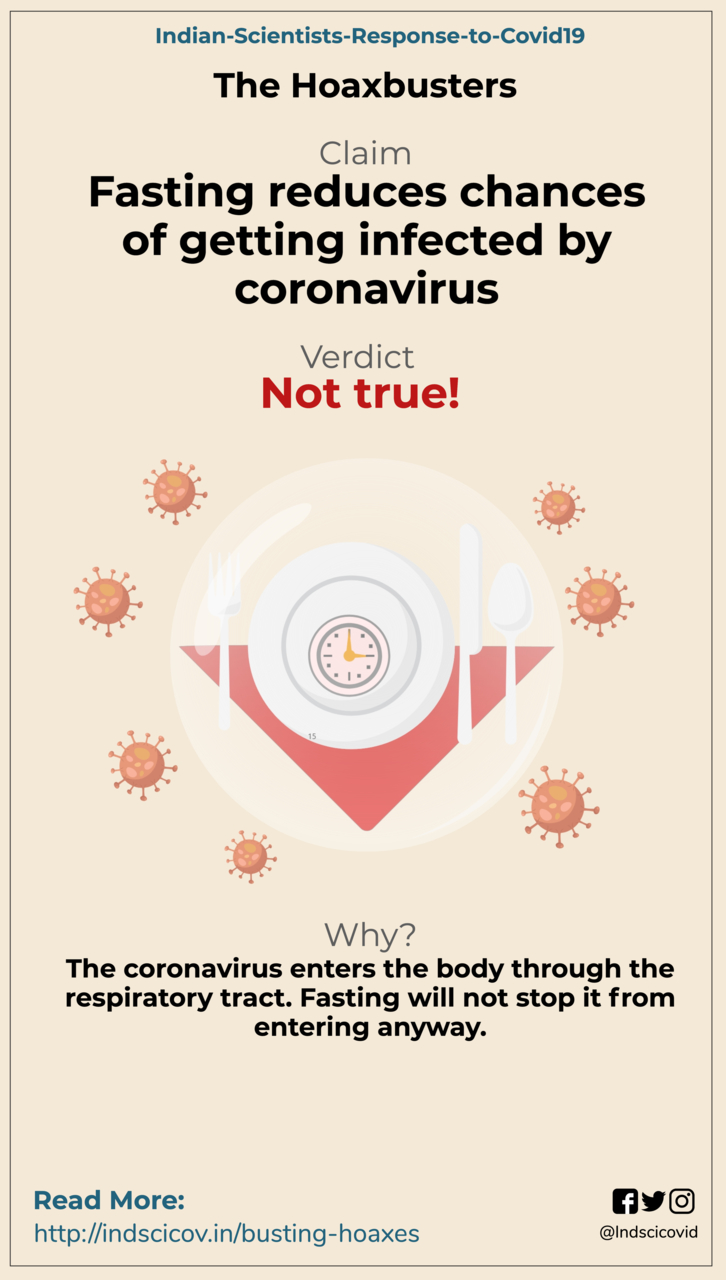 Indian-Scientists-Response-to-Covid19
The Hoaxbusters
Claim
Fasting reduces chances
of getting infected by
coronavirus
Verdict
Not true!
15
Why?
The coronavirus enters the body through the
respiratory tract. Fasting will not stop it from
entering anyway.
Read More:
http://indscicov.in/busting-hoaxes
@Indscicovid